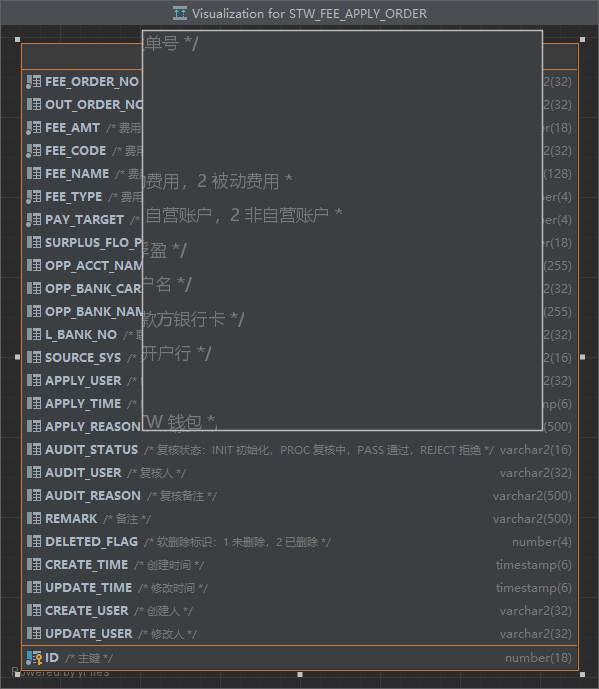 Visualization for STW_FEE_APPLY_ORDER
单号 */
FEE_ORDER_NO 2(32)
OUT_ORDER_NO 2(32)
FEE_AMT /* 费用 er(18)
FEE_CODE /* 费用 2(32)
FEE_NAME /* 费用 (128)
FEE_TYPE /* 费用 ber(4)
费用，2 被动费用 *
PAY_TARGET /* ber(4)
自营账户，2 非自营账户 *
SURPLUS_FLO_P r(18)
浮盈 */
OPP_ACCT_NAM (255)
OPP_BANK_CAR 2(32)
户名 */
OPP_BANK_NAM (255)
款方银行卡 */
L_BANK_NO /* 2(32)
开户行 */
SOURCE_SYS /* 2(16)
APPLY_USER /* 2(32)
APPLY_TIME /* mp(6)
APPLY_REASON (500)
TW 钱包 *
AUDIT_STATUS /* 复核状态：INIT 初始化，PROC 复核中，PASS 通过，REJECT 拒绝 */ varchar2(16)
AUDIT_USER /* 复核人 */ varchar2(32)
AUDIT_REASON /* 复核备注 */ varchar2(500)
REMARK /* 备注 */ varchar2(500)
DELETED_FLAG /* 软删除标识：1 未删除，2 已删除 */ number(4)
CREATE_TIME /* 创建时间 */ timestamp(6)
UPDATE_TIME /* 修改时间 */ timestamp(6)
CREATE_USER /* 创建人 */ varchar2(32)
UPDATE_USER /* 修改人 */ varchar2(32)
ID /* 主键 */ number(18)
Powered by yFiles